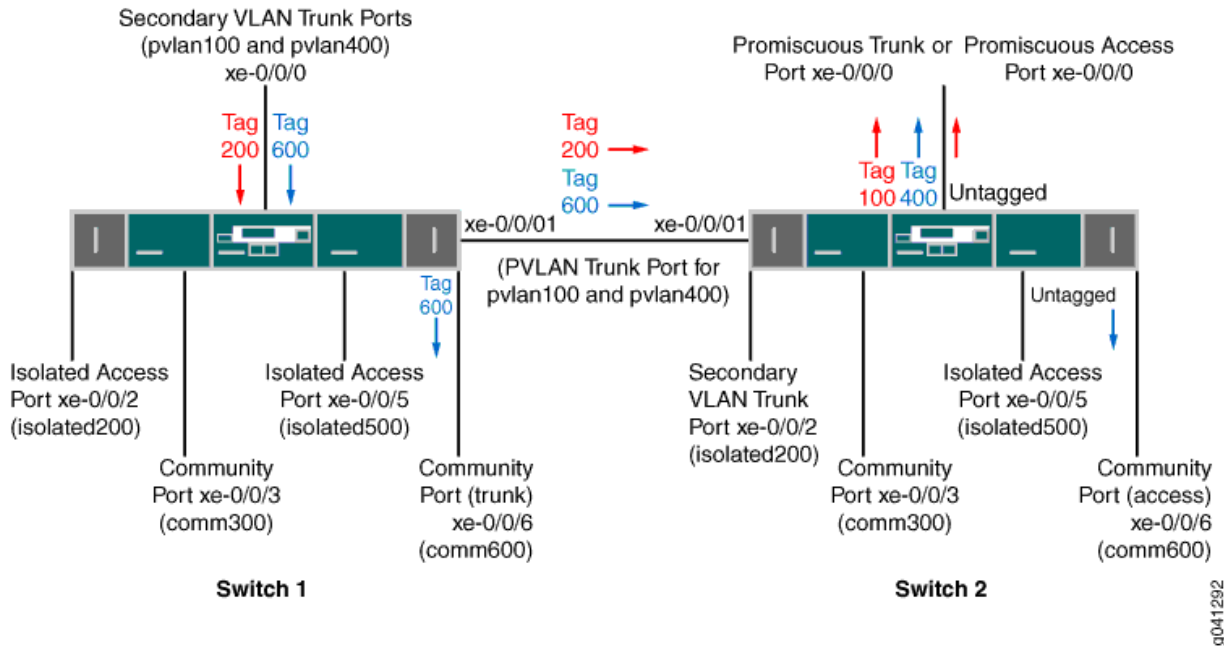 Secondary VLAN Trunk Ports
(pvlan100 and pvlan400)
xe-0/0/0
Promiscuous Trunk or Promiscuous Access
Port xe-0/0/0 Port xe-0/0/0
Tag Tag
200 600
Tag
200
Tag
600
Tag Tag
100 400
Untagged
xe-0/0/01 xe-0/0/01
(PVLAN Trunk Port for
pvlan100 and pvlan400)
Tag
600
Untagged
Isolated Access
Port xe-0/0/2
(isolated200)
Isolated Access
Port xe-0/0/5
(isolated500)
Secondary
VLAN Trunk
Port xe-0/0/2
(isolated200)
Isolated Access
Port xe-0/0/5
(isolated500)
Community
Port xe-0/0/3
(comm300)
Community
Port (trunk)
xe-0/0/6
(comm600)
Community
Port xe-0/0/3
(comm300)
Community
Port (access)
xe-0/0/6
(comm600)
Switch 1
Switch 2
g041292